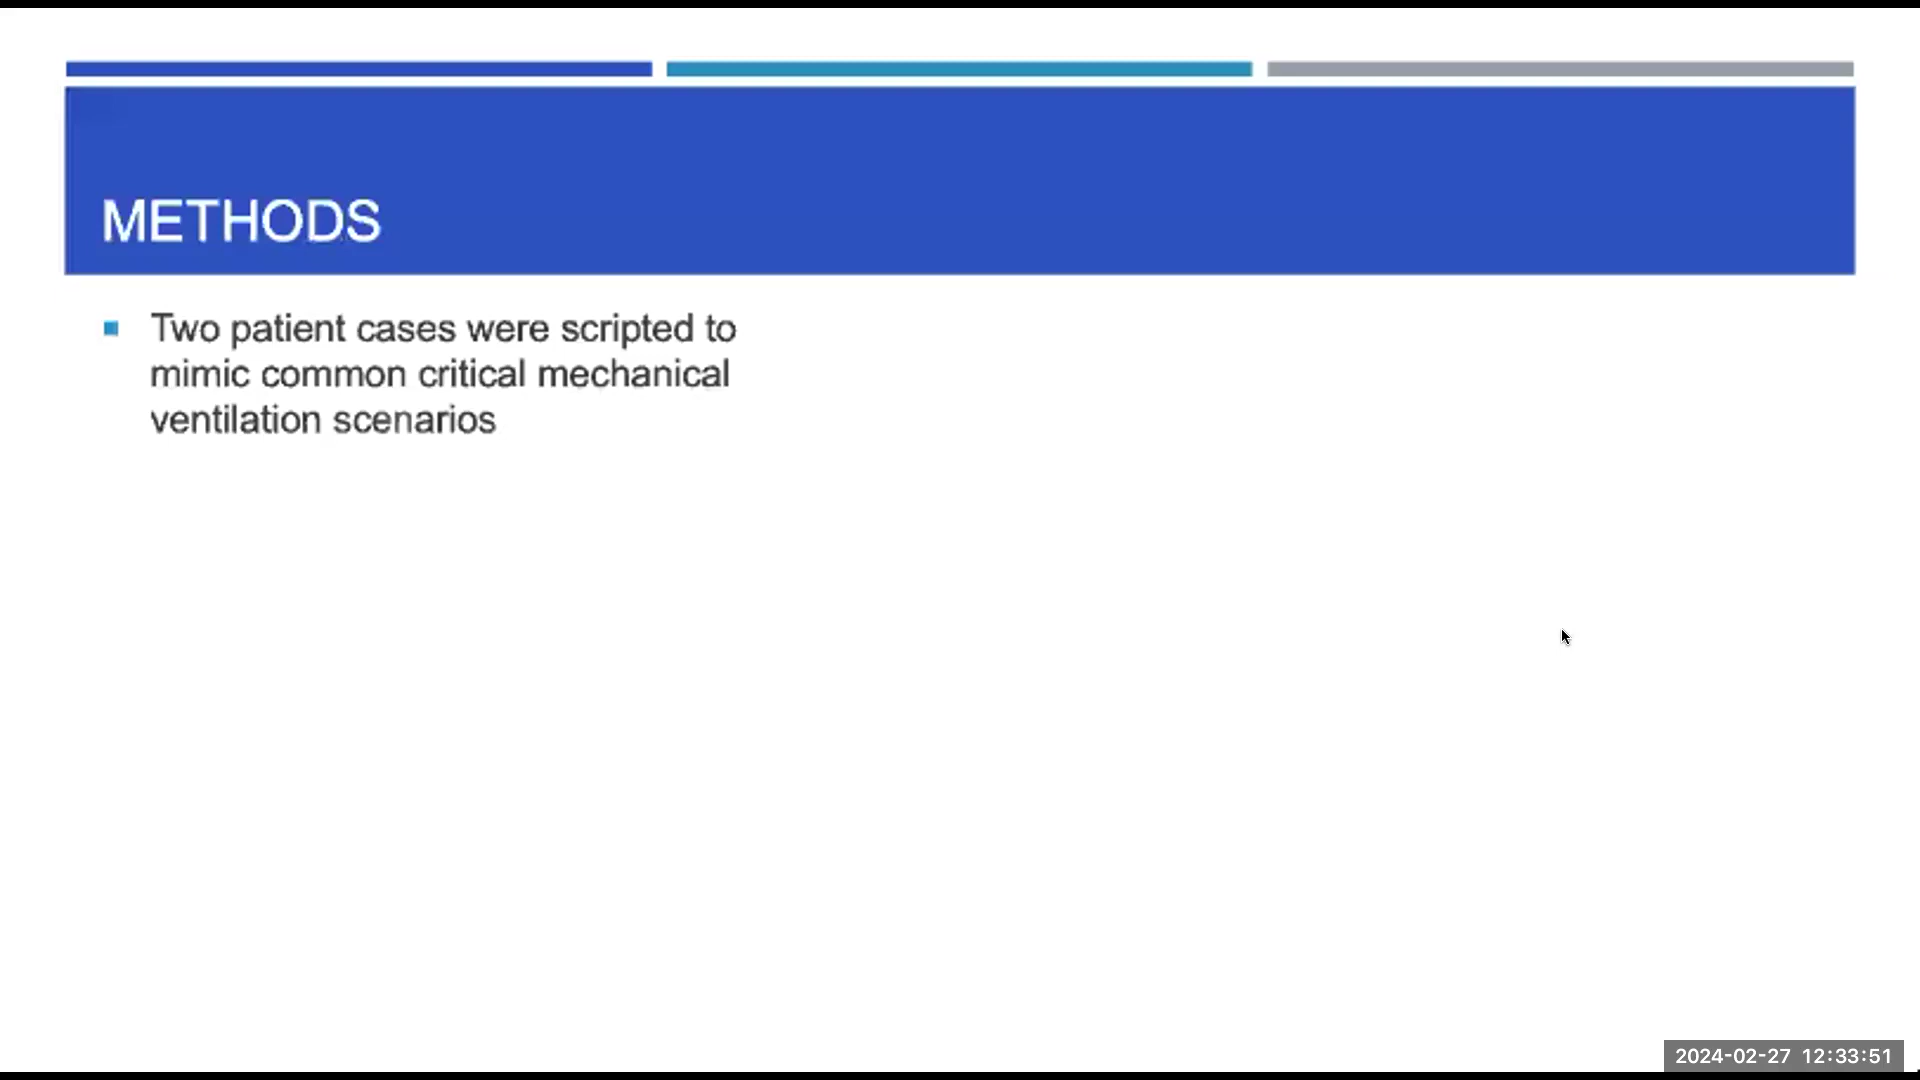 METHODS
Two patient cases were scripted to
mimic common critical mechanical
ventilation scenarios
2024-02-27 12:33:51